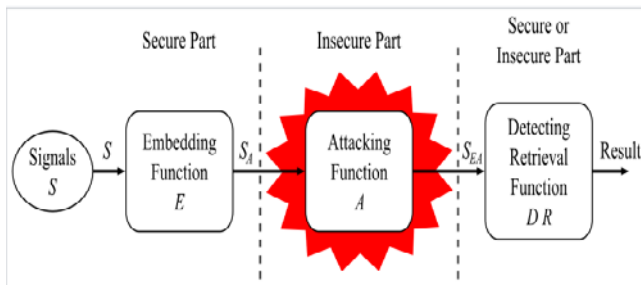 Secure Part
Insecure Part
Secure or
Insecure Part
Signals
S
S
Embedding
Function
E
S_A
Attacking
Function
A
S_EA
Detecting
Retrieval
Function
D R
Result